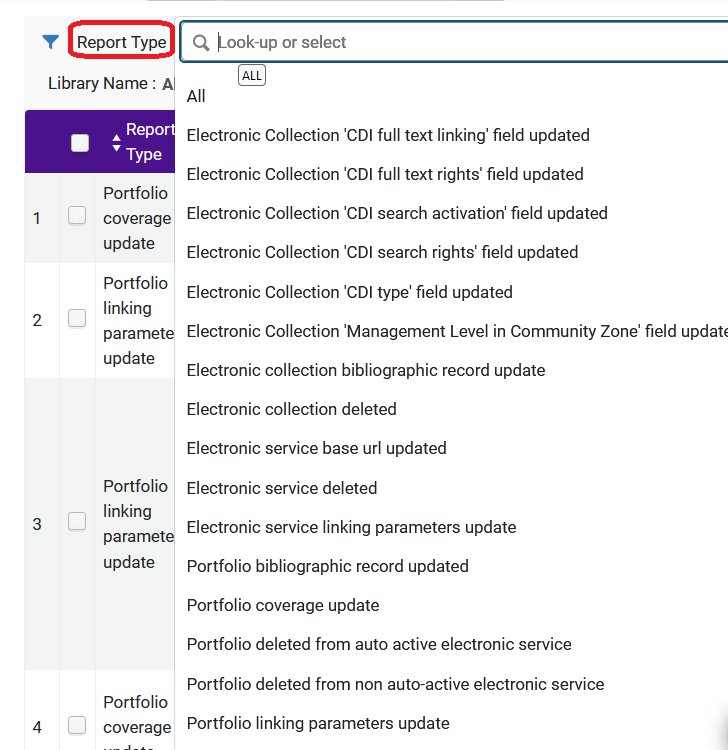 Report Type
Look-up or select
Library Name :
ALL
All
Report
Type
Electronic Collection 'CDI full text linking' field updated
Electronic Collection 'CDI full text rights' field updated
Electronic Collection 'CDI search activation' field updated
Electronic Collection 'CDI search rights' field updated
Electronic Collection 'CDI type' field updated
Electronic Collection 'Management Level in Community Zone' field update
Electronic collection bibliographic record update
Electronic collection deleted
Electronic service base url updated
Electronic service deleted
Electronic service linking parameters update
Portfolio bibliographic record updated
Portfolio coverage update
Portfolio deleted from auto active electronic service
Portfolio deleted from non auto-active electronic service
Portfolio linking parameters update
1
Portfolio
coverage
update
2
Portfolio
linking
paramete
update
3
Portfolio
linking
paramete
update
4
Portfolio
coverage